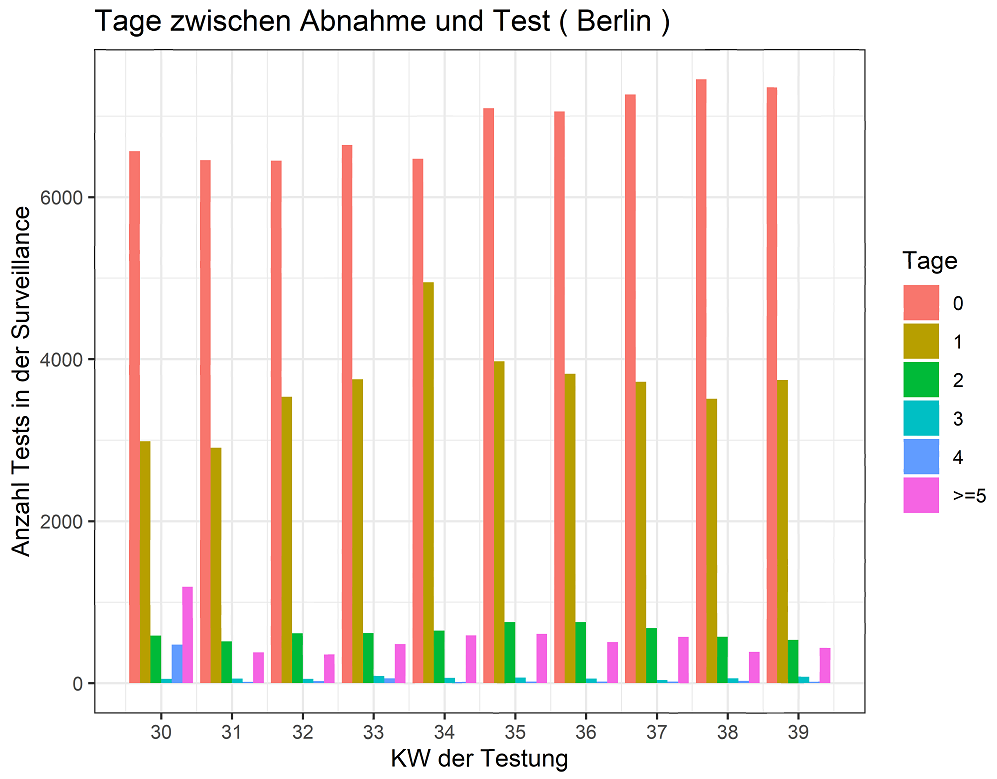 Tage zwischen Abnahme und Test ( Berlin )
Anzahl Tests in der Surveillance
6000
4000
2000
0
30 31 32 33 34 35 36 37 38 39
KW der Testung
Tage
0
1
2
3
4
>=5